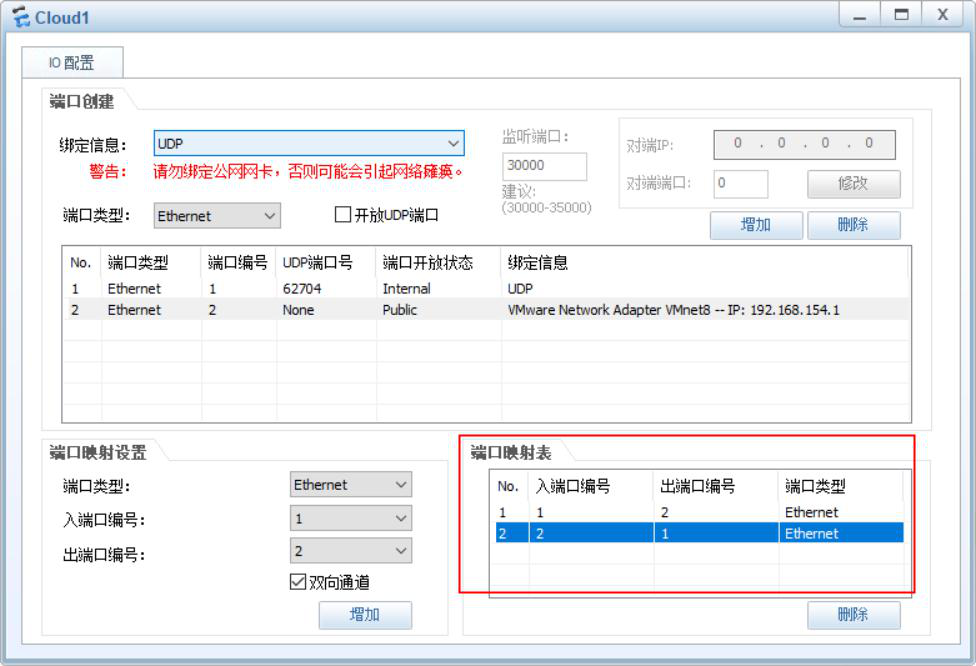 Cloud1
IO 配置
端口创建
绑定信息： UDP
警告： 请勿绑定公网网卡，否则可能会引起网络瘫痪。
端口类型： Ethernet 开放UDP端口
监听端口：
30000
建议:
(30000-35000)
对端IP: 0 . 0 . 0 . 0
对端端口: 0 修改
增加 删除
No. 端口类型 端口编号 UDP端口号 端口开放状态 绑定信息
1 Ethernet 1 62704 Internal UDP
2 Ethernet 2 None Public VMware Network Adapter VMnet8 -- IP: 192.168.154.1
端口映射设置
端口类型： Ethernet
入端口编号： 1
出端口编号： 2
双向通道
增加
端口映射表
No. 入端口编号 出端口编号 端口类型
1 1 2 Ethernet
2 2 1 Ethernet
删除